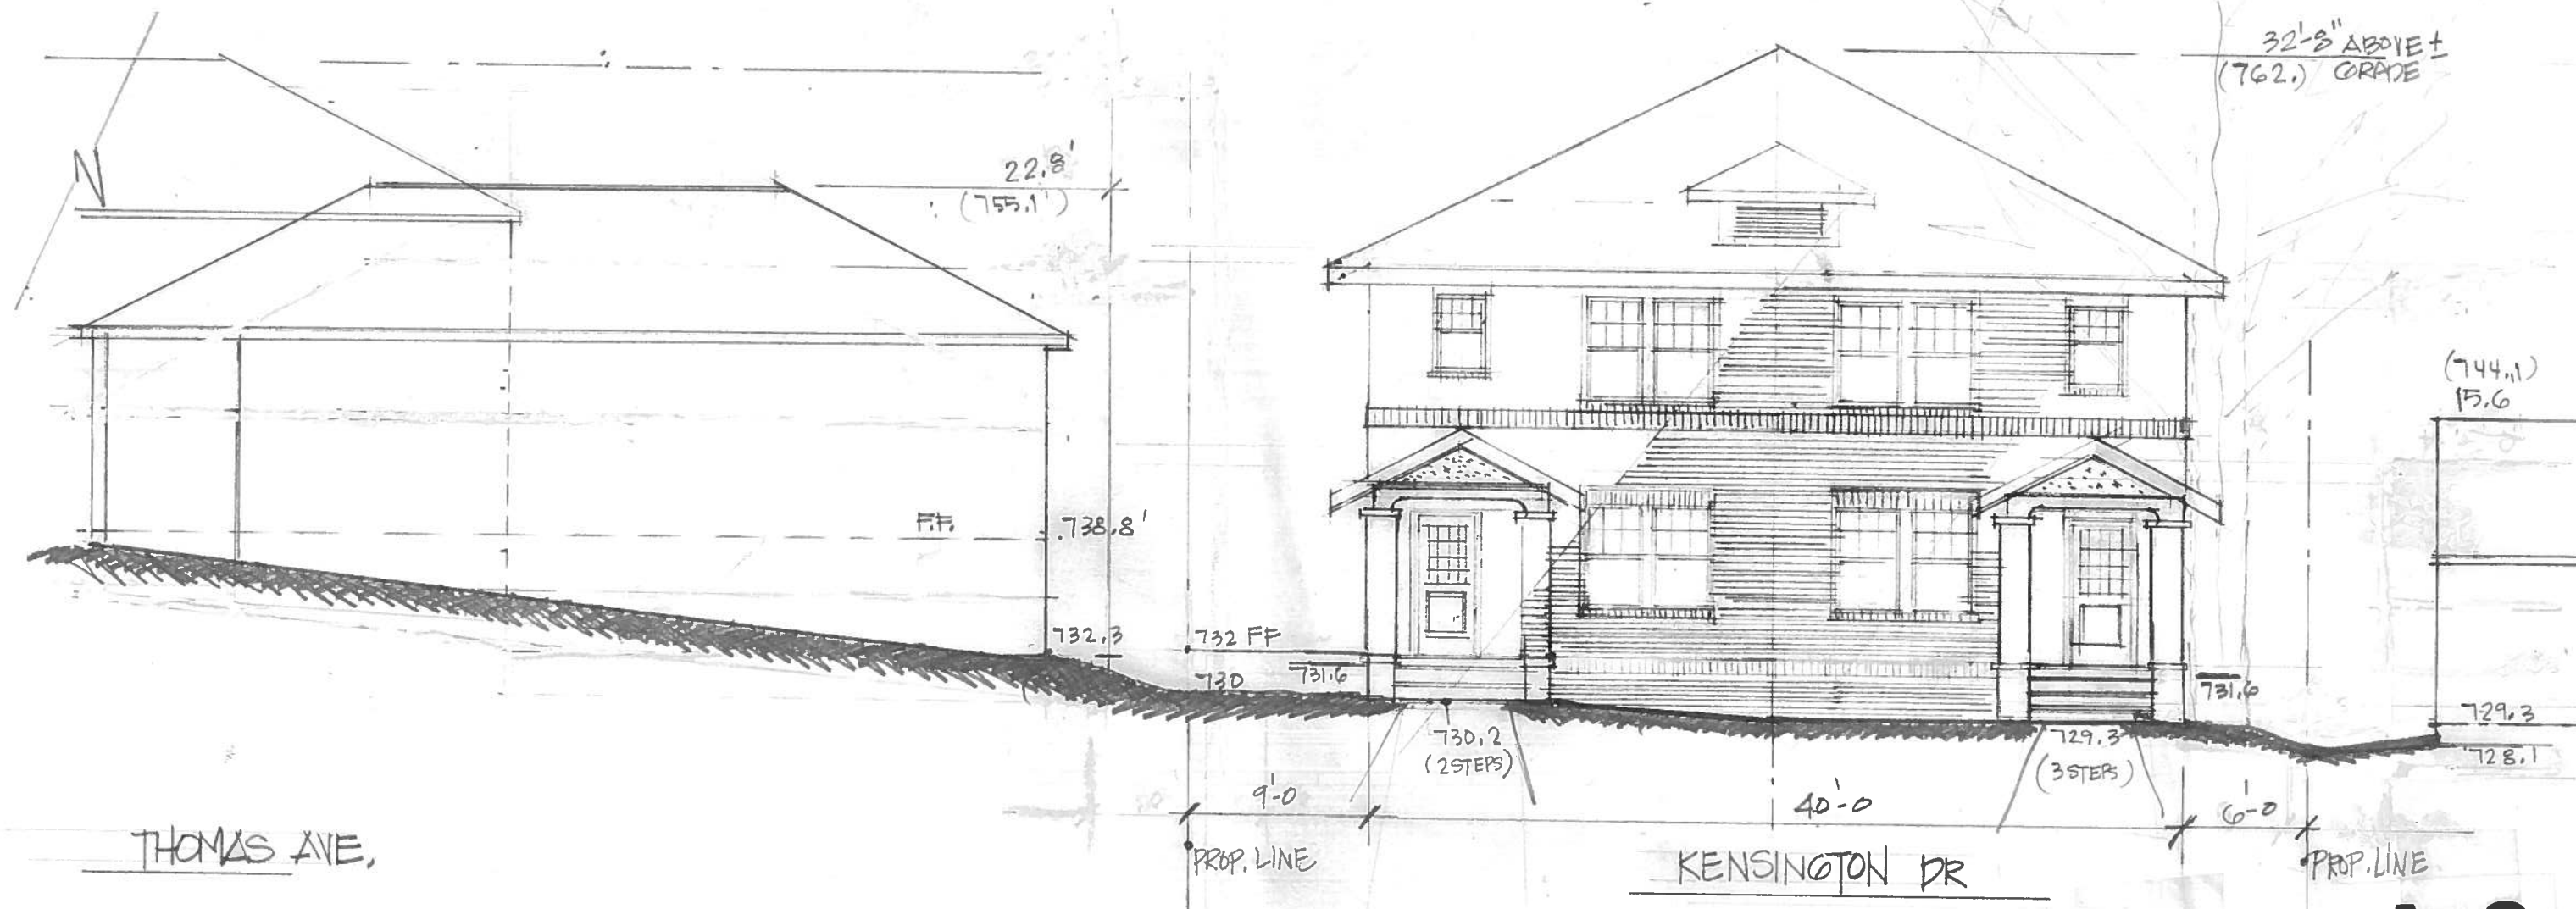 N
22.8'
(755.1')
F.F.
738.8'
732.3
THOMAS AVE.
732 FF
730
731.6
730.2
(2 STEPS)
9'-0
PROP. LINE
40'-0
KENSINGTON DR
729.3
(3 STEPS)
6'-0
PROP. LINE
731.6
32'-8" ABOVE ±
(762.) GRADE
(744.1)
15.6
729.3
728.1